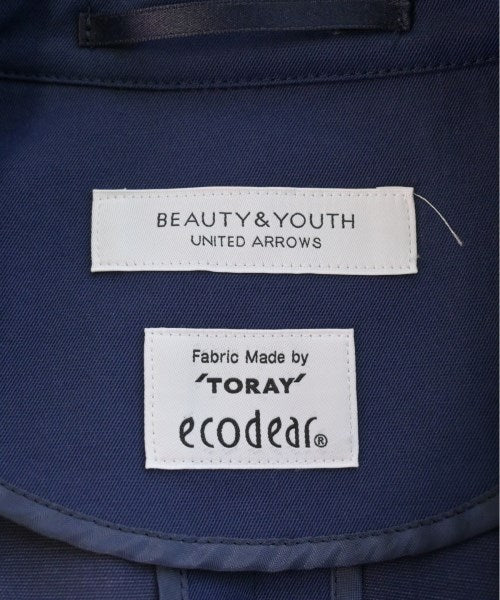 BEAUTY&YOUTH
UNITED ARROWS
Fabric Made by
'TORAY'
ecodear®